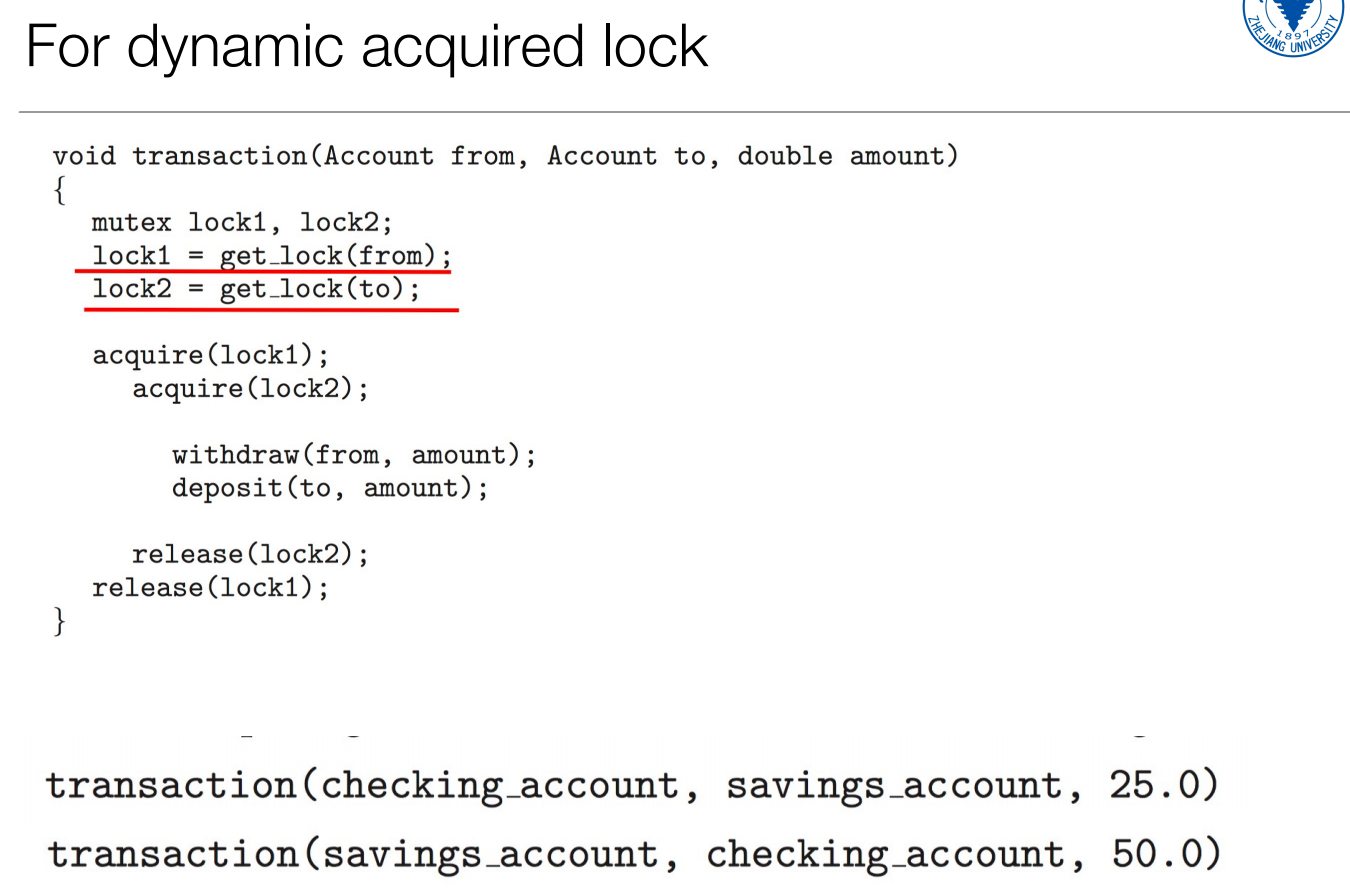 For dynamic acquired lock
1897
ZHEJIANG UNIVERSITY
void transaction(Account from, Account to, double amount)
{
mutex lock1, lock2;
lock1 = get_lock(from);
lock2 = get_lock(to);
acquire(lock1);
acquire(lock2);
withdraw(from, amount);
deposit(to, amount);
release(lock2);
release(lock1);
}
transaction(checking_account, savings_account, 25.0)
transaction(savings_account, checking_account, 50.0)